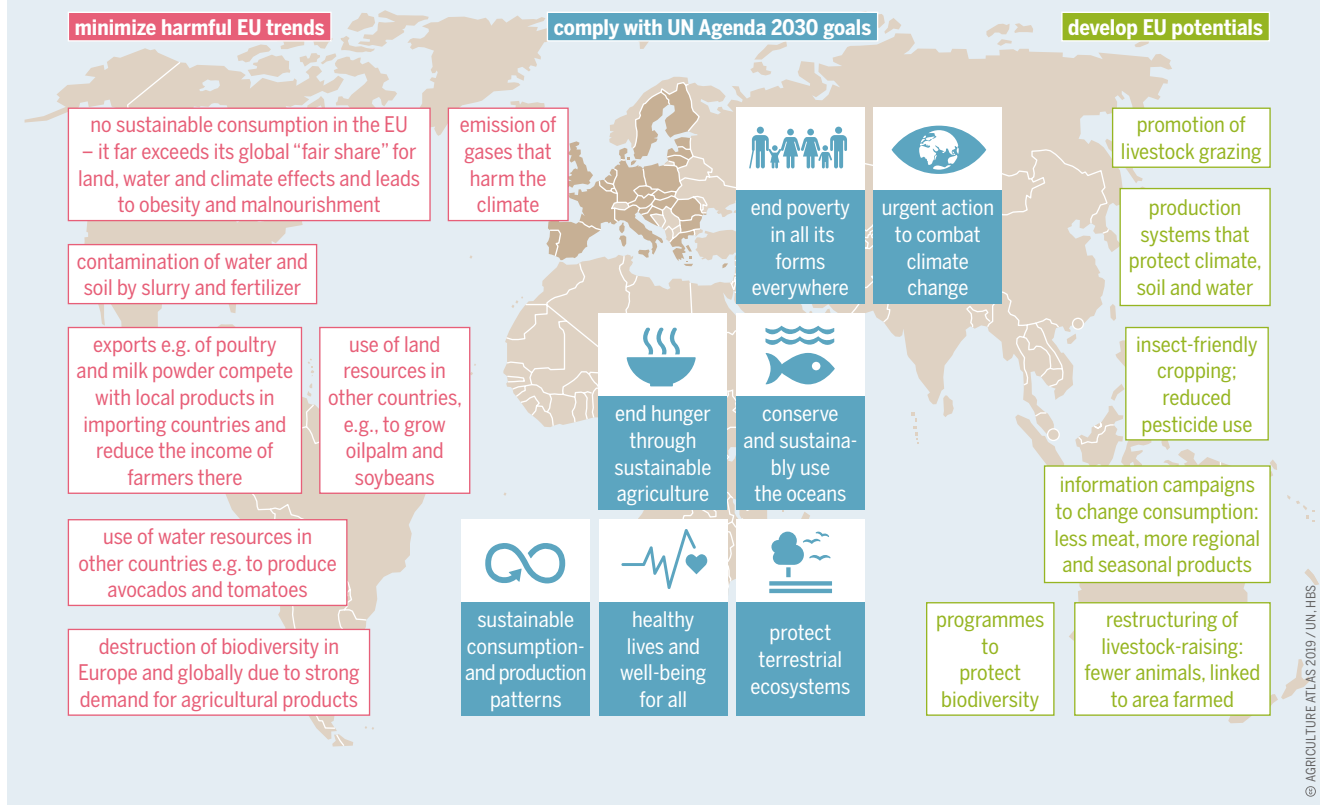 minimize harmful EU trends
comply with UN Agenda 2030 goals
develop EU potentials
no sustainable consumption in the EU
– it far exceeds its global “fair share” for
land, water and climate effects and leads
to obesity and malnourishment
emission of
gases that
harm the
climate
contamination of water and
soil by slurry and fertilizer
exports e.g. of poultry
and milk powder compete
with local products in
importing countries and
reduce the income of
farmers there
use of land
resources in
other countries,
e.g., to grow
oilpalm and
soybeans
use of water resources in
other countries e.g. to produce
avocados and tomatoes
destruction of biodiversity in
Europe and globally due to strong
demand for agricultural products
end poverty
in all its
forms
everywhere
urgent action
to combat
climate
change
end hunger
through
sustainable
agriculture
conserve
and sustaina-
bly use
the oceans
sustainable
consumption-
and production
patterns
healthy
lives and
well-being
for all
protect
terrestrial
ecosystems
promotion of
livestock grazing
production
systems that
protect climate,
soil and water
insect-friendly
cropping;
reduced
pesticide use
information campaigns
to change consumption:
less meat, more regional
and seasonal products
programmes
to
protect
biodiversity
restructuring of
livestock-raising:
fewer animals, linked
to area farmed
© AGRICULTURE ATLAS 2019 / UN, HBS